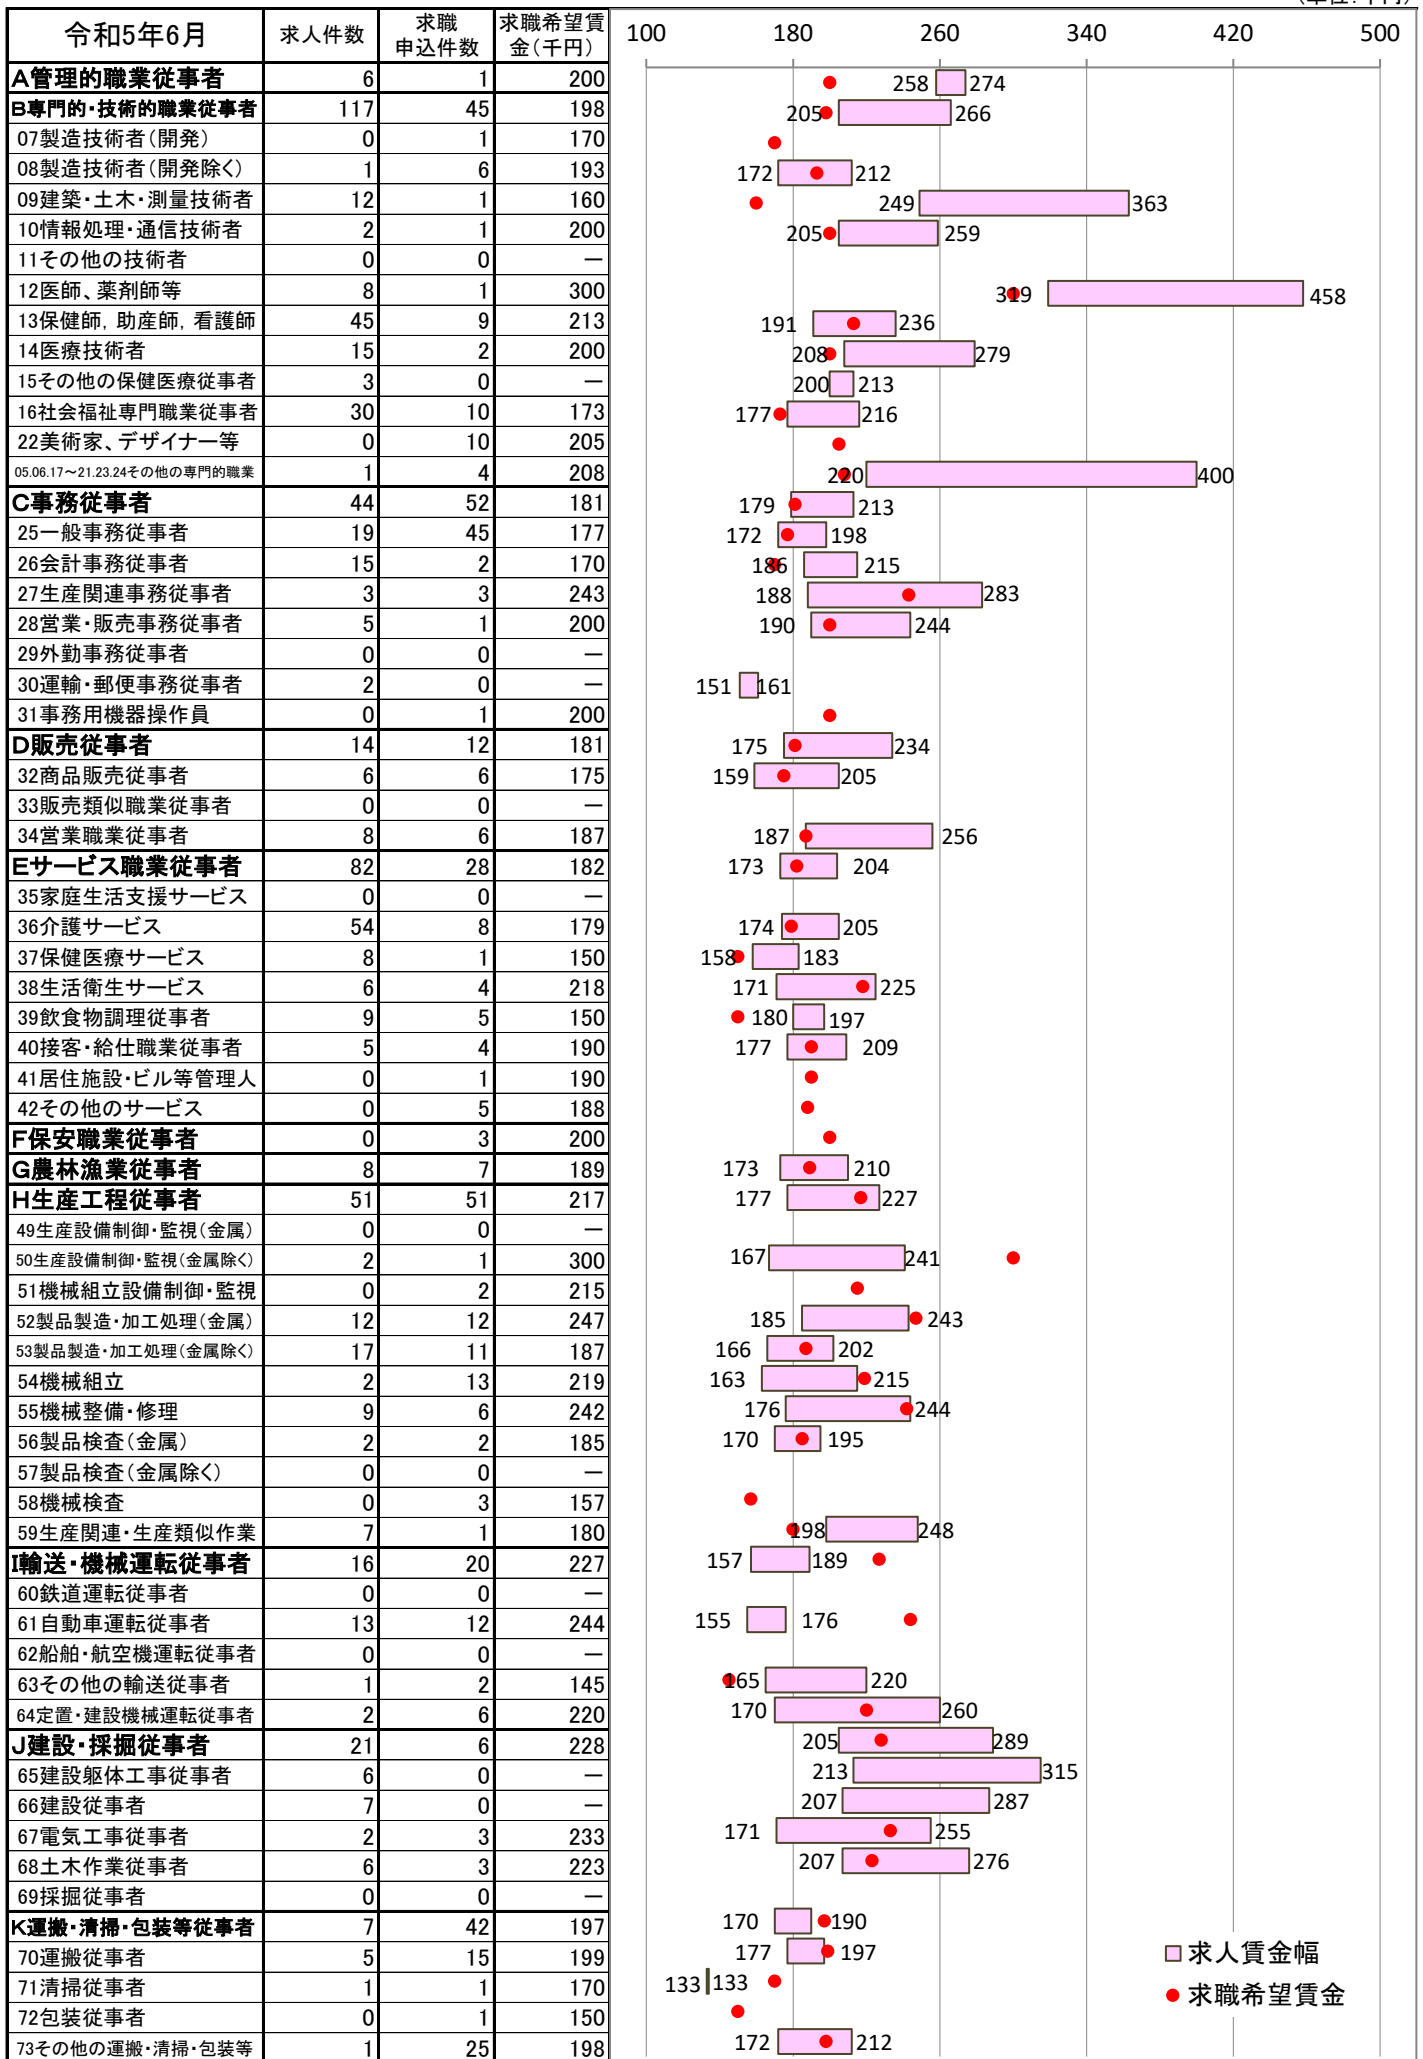 令和5年6月 求人件数 求職申込件数 求職希望賃金(千円) 100 180 260 340 420 500
A管理的職業従事者 6 1 200 258 274
B専門的・技術的職業従事者 117 45 198 205 266
07製造技術者(開発) 0 1 170
08製造技術者(開発除く) 1 6 193 172 212
09建築・土木・測量技術者 12 1 160 249 363
10情報処理・通信技術者 2 1 200 205 259
11その他の技術者 0 0 ―
12医師、薬剤師等 8 1 300 319 458
13保健師, 助産師, 看護師 45 9 213 191 236
14医療技術者 15 2 200 208 279
15その他の保健医療従事者 3 0 ― 200 213
16社会福祉専門職業従事者 30 10 173 177 216
22美術家、デザイナー等 0 10 205
05.06.17～21.23.24その他の専門的職業 1 4 208 220 400
C事務従事者 44 52 181 179 213
25一般事務従事者 19 45 177 172 198
26会計事務従事者 15 2 170 186 215
27生産関連事務従事者 3 3 243 188 283
28営業・販売事務従事者 5 1 200 190 244
29外勤事務従事者 0 0 ―
30運輸・郵便事務従事者 2 0 ― 151 161
31事務用機器操作員 0 1 200
D販売従事者 14 12 181 175 234
32商品販売従事者 6 6 175 159 205
33販売類似職業従事者 0 0 ―
34営業職業従事者 8 6 187 187 256
Eサービス職業従事者 82 28 182 173 204
35家庭生活支援サービス 0 0 ―
36介護サービス 54 8 179 174 205
37保健医療サービス 8 1 150 158 183
38生活衛生サービス 6 4 218 171 225
39飲食物調理従事者 9 5 150 180 197
40接客・給仕職業従事者 5 4 190 177 209
41居住施設・ビル等管理人 0 1 190
42その他のサービス 0 5 188
F保安職業従事者 0 3 200
G農林漁業従事者 8 7 189 173 210
H生産工程従事者 51 51 217 177 227
49生産設備制御・監視(金属) 0 0 ―
50生産設備制御・監視(金属除く) 2 1 300 167 241
51機械組立設備制御・監視 0 2 215
52製品製造・加工処理(金属) 12 12 247 185 243
53製品製造・加工処理(金属除く) 17 11 187 166 202
54機械組立 2 13 219 163 215
55機械整備・修理 9 6 242 176 244
56製品検査(金属) 2 2 185 170 195
57製品検査(金属除く) 0 0 ―
58機械検査 0 3 157
59生産関連・生産類似作業 7 1 180 198 248
I輸送・機械運転従事者 16 20 227 157 189
60鉄道運転従事者 0 0 ―
61自動車運転従事者 13 12 244 155 176
62船舶・航空機運転従事者 0 0 ―
63その他の輸送従事者 1 2 145 165 220
64定置・建設機械運転従事者 2 6 220 170 260
J建設・採掘従事者 21 6 228 205 289
65建設躯体工事従事者 6 0 ― 213 315
66建設従事者 7 0 ― 207 287
67電気工事従事者 2 3 233 171 255
68土木作業従事者 6 3 223 207 276
69採掘従事者 0 0 ―
K運搬・清掃・包装等従事者 7 42 197 170 190
70運搬従事者 5 15 199 177 197 求人賃金幅
71清掃従事者 1 1 170 133 133 求職希望賃金
72包装従事者 0 1 150
73その他の運搬・清掃・包装等 1 25 198 172 212